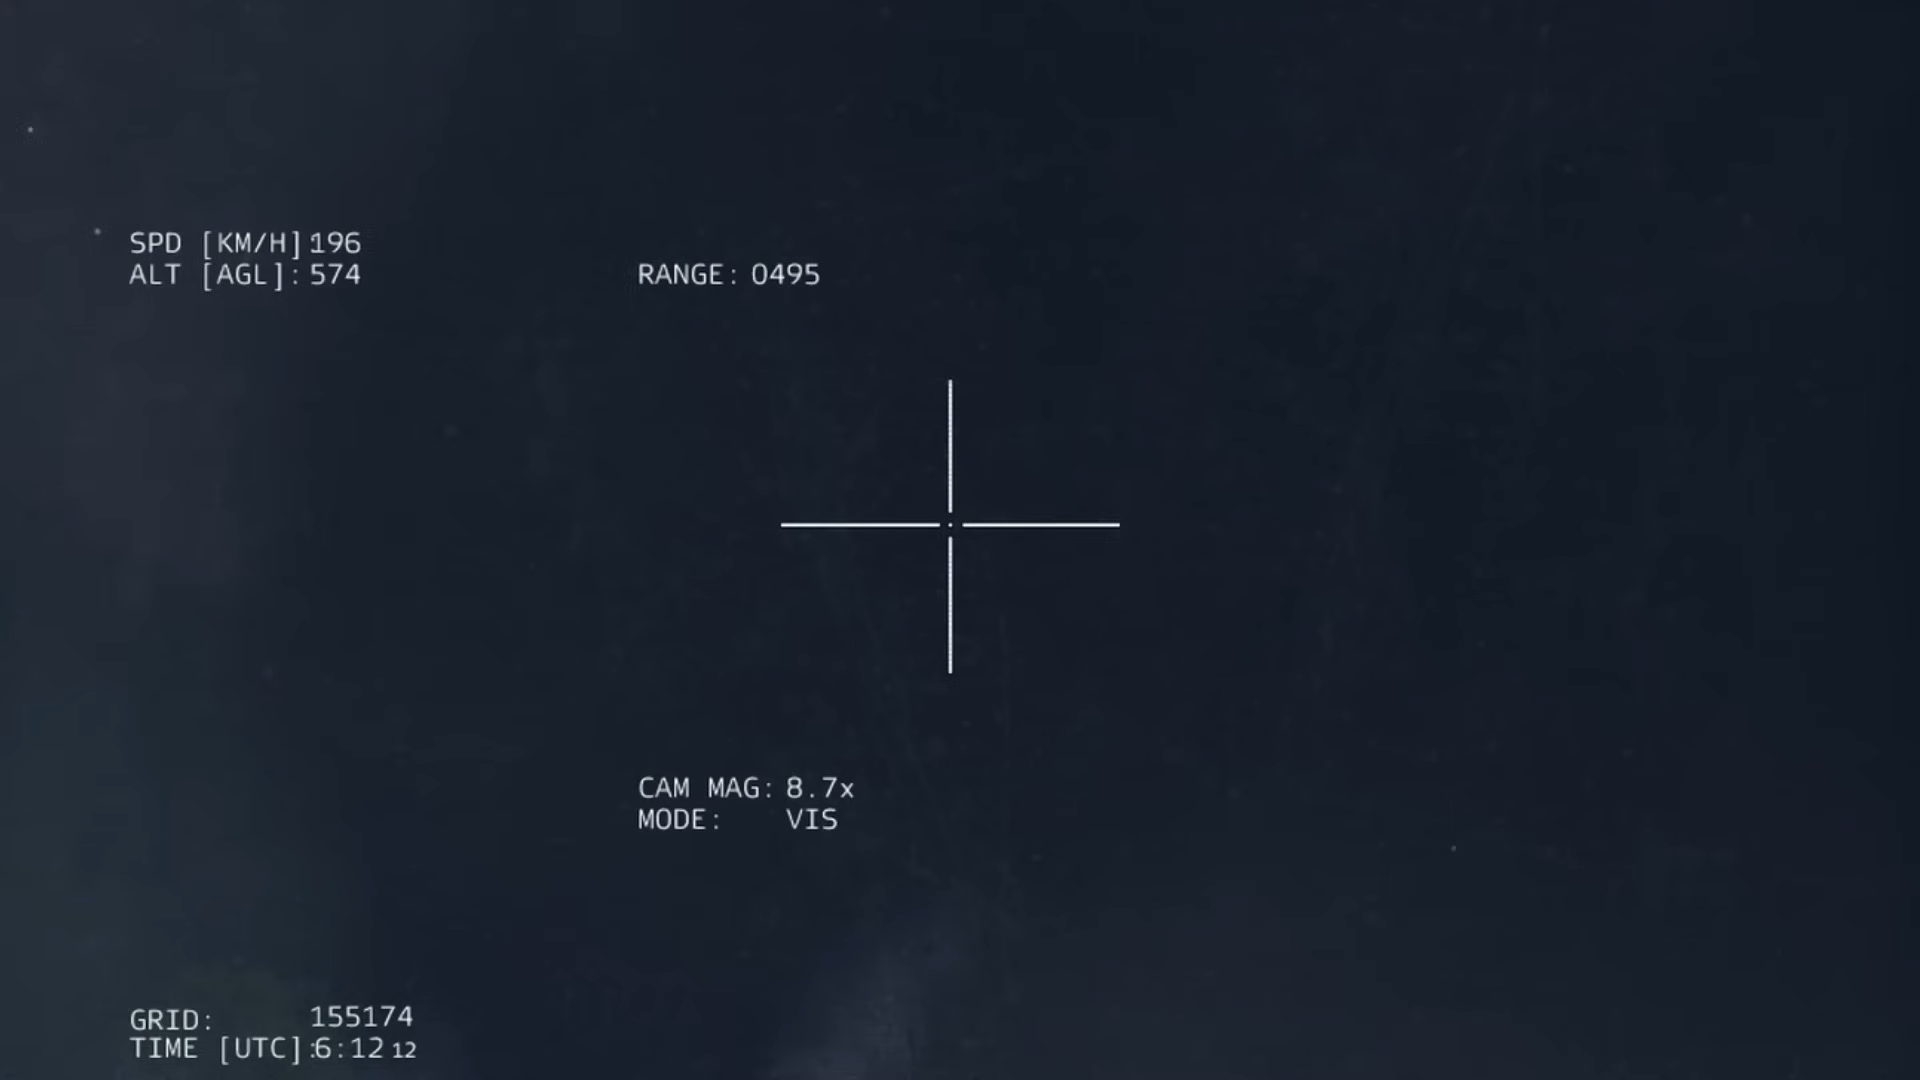 SPD [KM/H] 196
ALT [AGL]: 574
RANGE: 0495
CAM MAG: 8.7x
MODE: VIS
GRID: 155174
TIME [UTC]:6:12 12